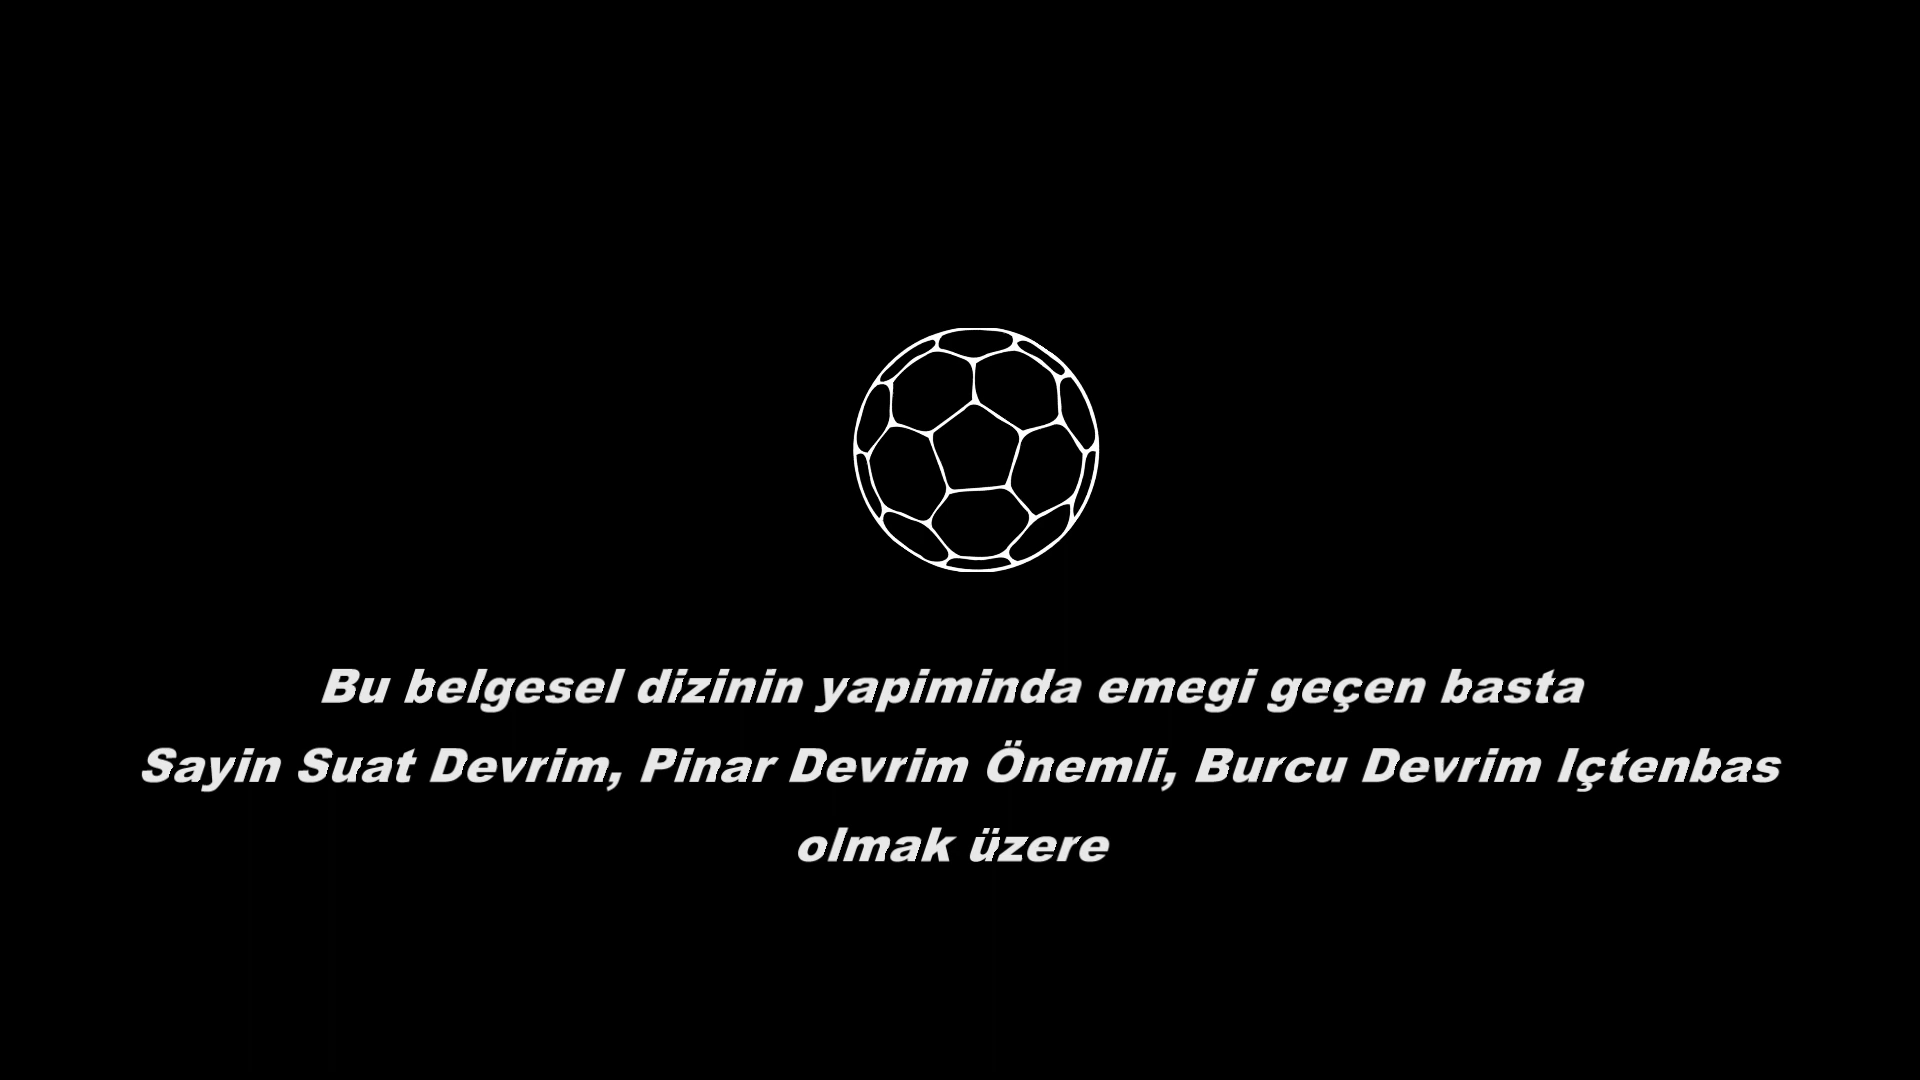 Bu belgesel dizinin yapiminda emegi geçen basta
Sayin Suat Devrim, Pinar Devrim Önemli, Burcu Devrim Içtenbas
olmak üzere